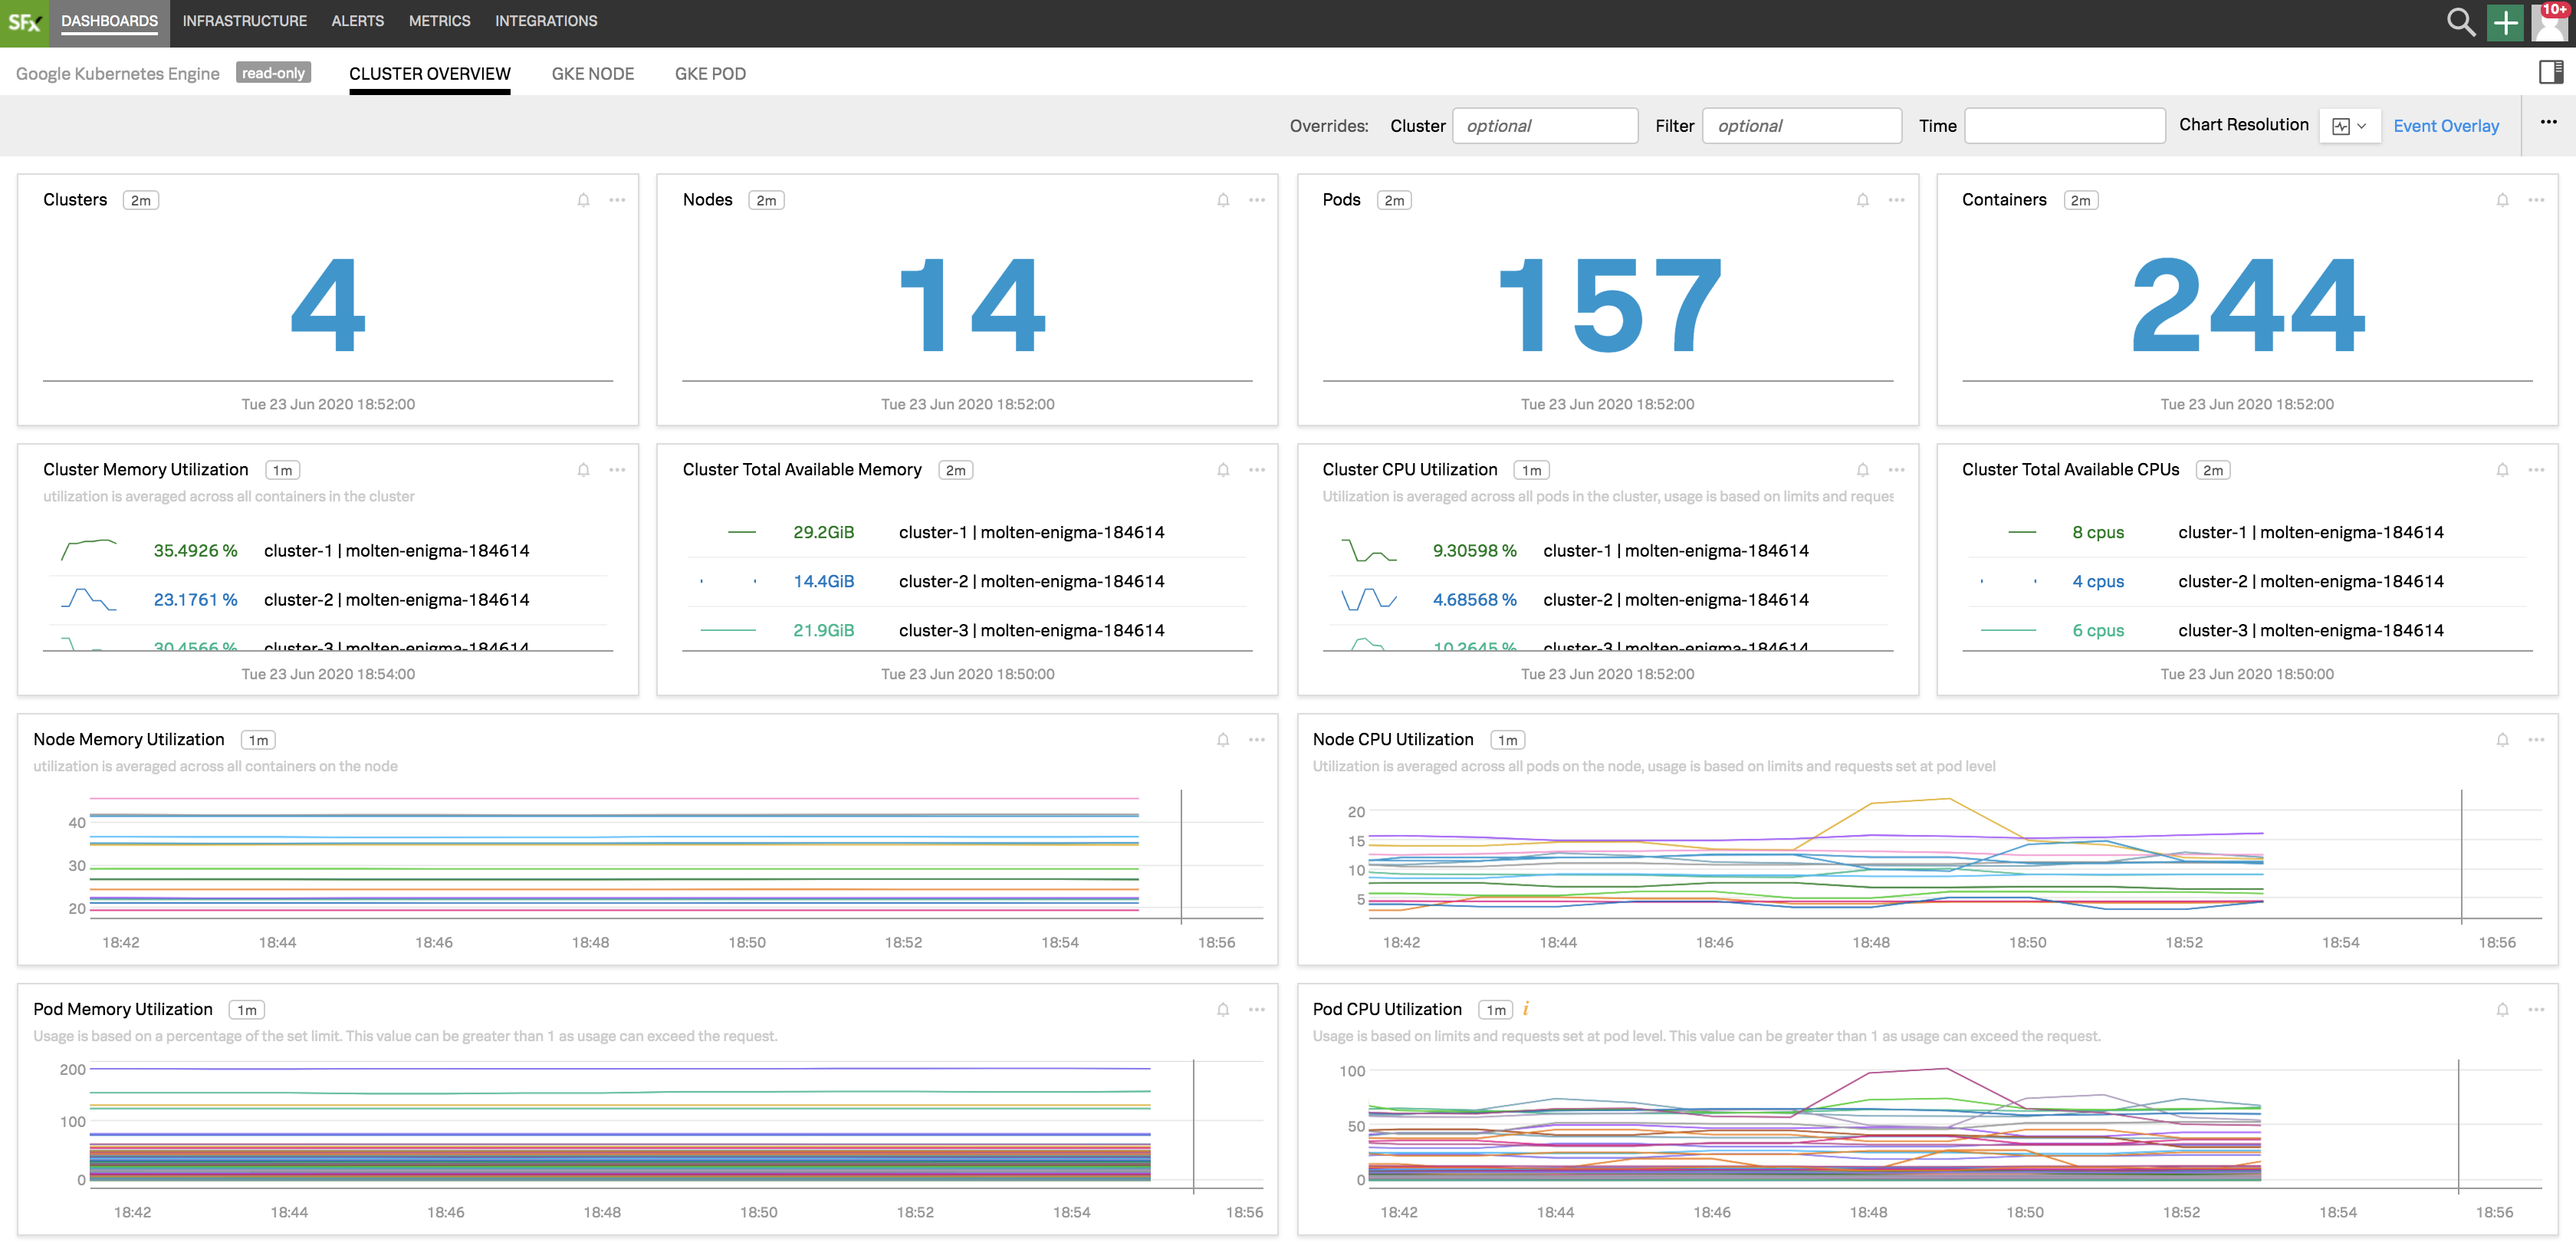 SFx DASHBOARDS INFRASTRUCTURE ALERTS METRICS INTEGRATIONS 10+
Google Kubernetes Engine read-only CLUSTER OVERVIEW GKE NODE GKE POD
Overrides: Cluster optional Filter optional Time Chart Resolution Event Overlay
Clusters 2m
4
Tue 23 Jun 2020 18:52:00
Nodes 2m
14
Tue 23 Jun 2020 18:52:00
Pods 2m
157
Tue 23 Jun 2020 18:52:00
Containers 2m
244
Tue 23 Jun 2020 18:52:00
Cluster Memory Utilization 1m
utilization is averaged across all containers in the cluster
35.4926 % cluster-1 | molten-enigma-184614
23.1761 % cluster-2 | molten-enigma-184614
30.4566 % cluster-3 | molten-enigma-184614
Tue 23 Jun 2020 18:54:00
Cluster Total Available Memory 2m
29.2GiB cluster-1 | molten-enigma-184614
14.4GiB cluster-2 | molten-enigma-184614
21.9GiB cluster-3 | molten-enigma-184614
Tue 23 Jun 2020 18:50:00
Cluster CPU Utilization 1m
Utilization is averaged across all pods in the cluster, usage is based on limits and reques
9.30598 % cluster-1 | molten-enigma-184614
4.68568 % cluster-2 | molten-enigma-184614
10.2645 % cluster-3 | molten-enigma-184614
Tue 23 Jun 2020 18:52:00
Cluster Total Available CPUs 2m
8 cpus cluster-1 | molten-enigma-184614
4 cpus cluster-2 | molten-enigma-184614
6 cpus cluster-3 | molten-enigma-184614
Tue 23 Jun 2020 18:50:00
Node Memory Utilization 1m
utilization is averaged across all containers on the node
40
30
20
18:42 18:44 18:46 18:48 18:50 18:52 18:54 18:56
Node CPU Utilization 1m
Utilization is averaged across all pods on the node, usage is based on limits and requests set at pod level
20
15
10
5
18:42 18:44 18:46 18:48 18:50 18:52 18:54 18:56
Pod Memory Utilization 1m
Usage is based on a percentage of the set limit. This value can be greater than 1 as usage can exceed the request.
200
100
0
18:42 18:44 18:46 18:48 18:50 18:52 18:54 18:56
Pod CPU Utilization 1m i
Usage is based on limits and requests set at pod level. This value can be greater than 1 as usage can exceed the request.
100
50
0
18:42 18:44 18:46 18:48 18:50 18:52 18:54 18:56